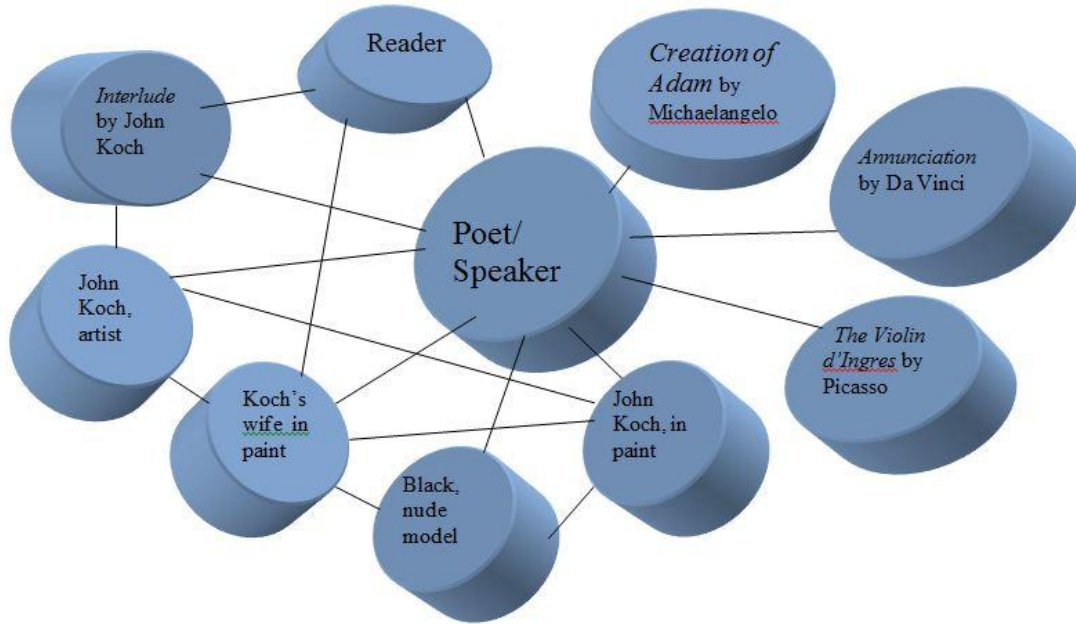 Reader
Creation of
Adam by
Michaelangelo
Interlude
by John
Koch
Annunciation
by Da Vinci
Poet/
Speaker
John
Koch,
artist
The Violin
d'Ingres by
Picasso
Koch's
wife in
paint
John
Koch, in
paint
Black,
nude
model